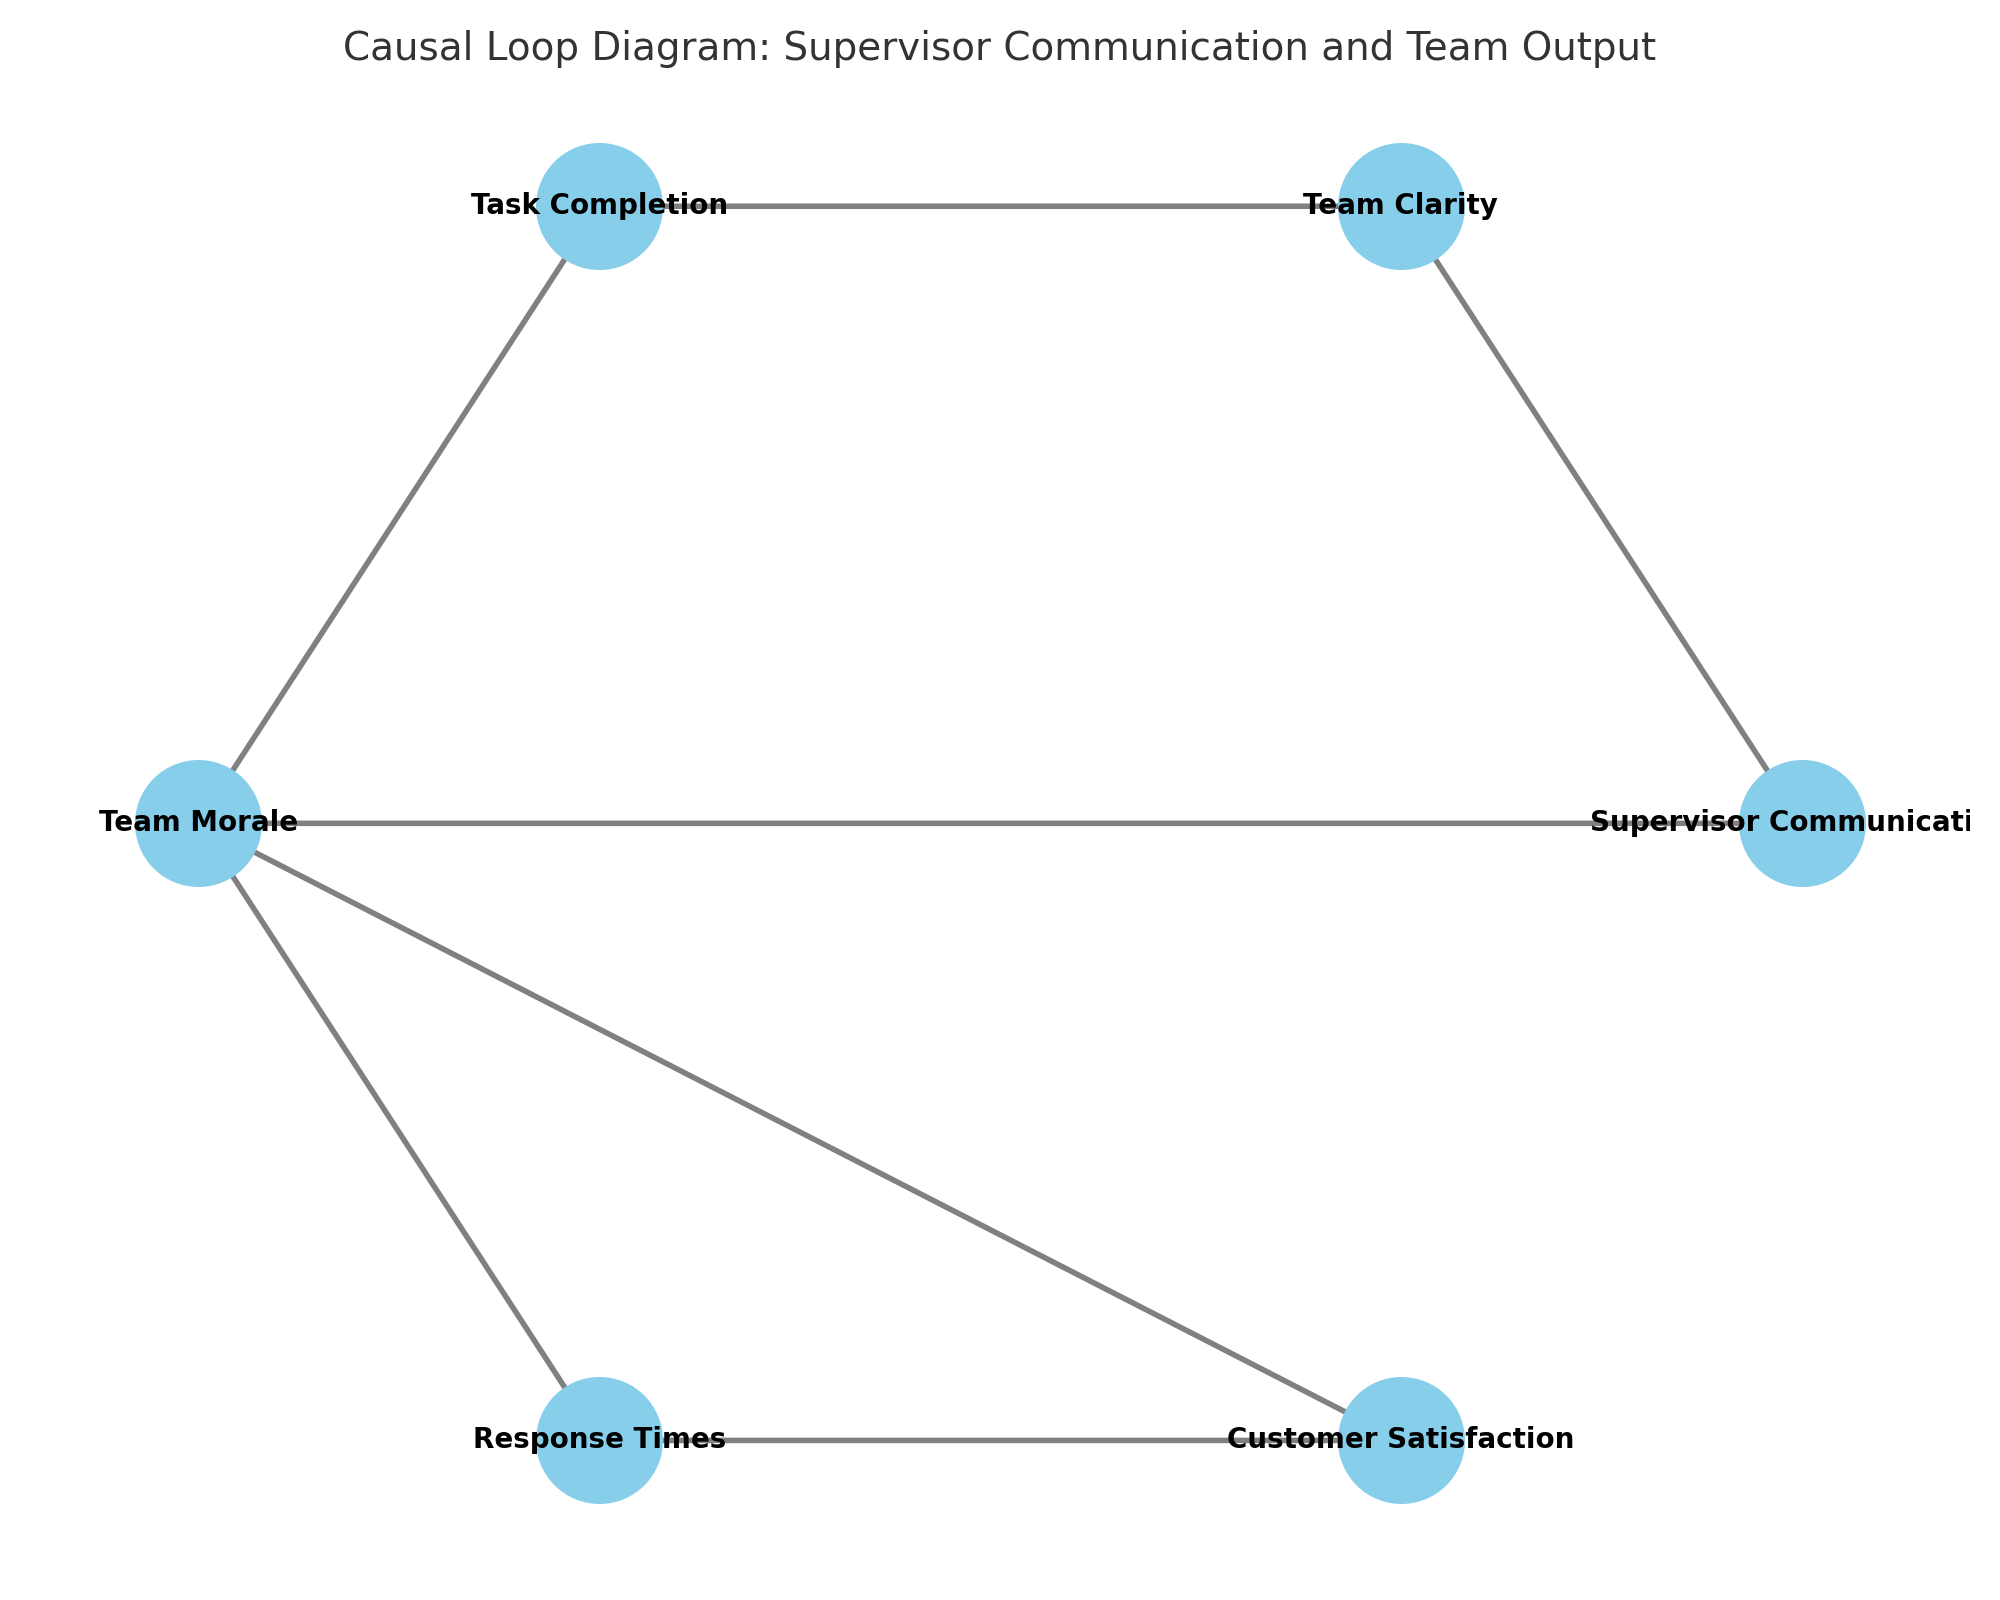 Causal Loop Diagram: Supervisor Communication and Team Output
Task Completion
Team Clarity
Team Morale
Supervisor Communicati
Response Times
Customer Satisfaction